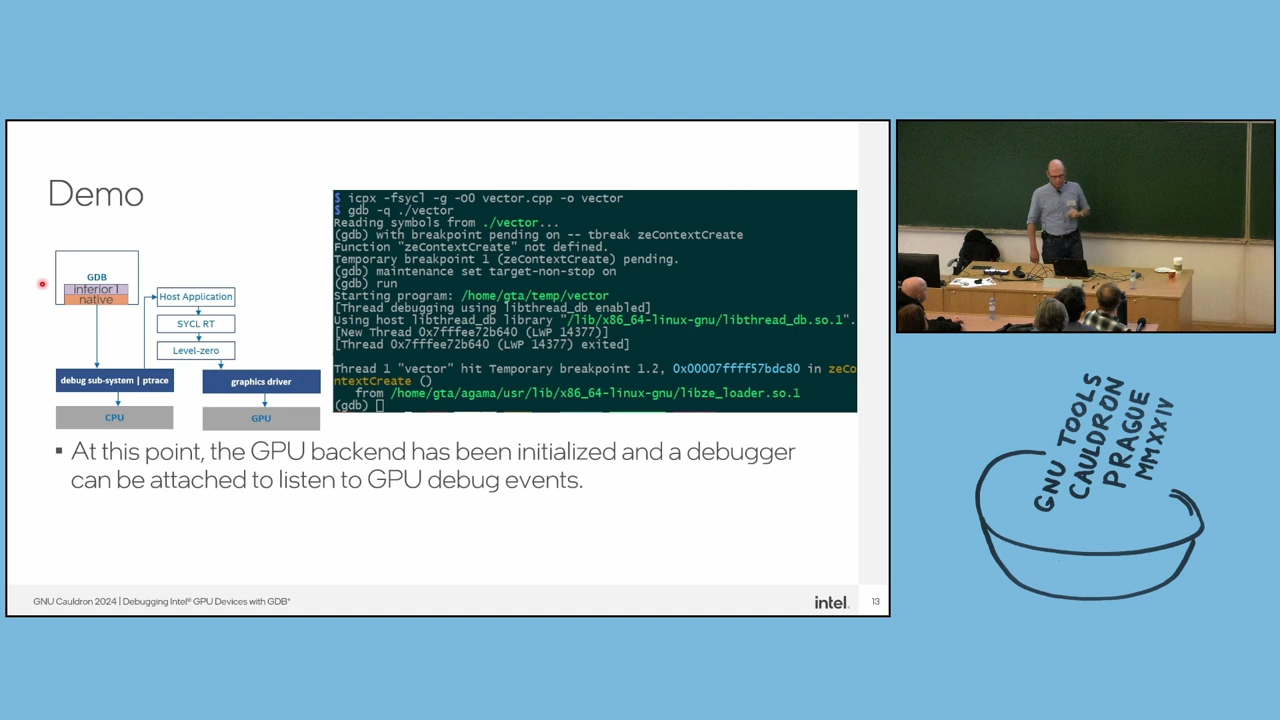 Demo
GDB
inferior 1
native
Host Application
SYCL RT
Level-zero
debug sub-system | ptrace
graphics driver
CPU
GPU
$ icpx -fsycl -g -O0 vector.cpp -o vector
$ gdb -q ./vector
Reading symbols from ./vector...
(gdb) with breakpoint pending on -- tbreak zeContextCreate
Function "zeContextCreate" not defined.
Temporary breakpoint 1 (zeContextCreate) pending.
(gdb) maintenance set target-non-stop on
(gdb) run
Starting program: /home/gta/temp/vector
[Thread debugging using libthread_db enabled]
Using host libthread_db library "/lib/x86_64-linux-gnu/libthread_db.so.1".
[New Thread 0x7fffee72b640 (LWP 14377)]
[Thread 0x7fffee72b640 (LWP 14377) exited]
Thread 1 "vector" hit Temporary breakpoint 1.2, 0x00007ffff57bdc80 in zeCo
ntextCreate ()
from /home/gta/agama/usr/lib/x86_64-linux-gnu/libze_loader.so.1
(gdb)
▪ At this point, the GPU backend has been initialized and a debugger
can be attached to listen to GPU debug events.
GNU Cauldron 2024 | Debugging Intel® GPU Devices with GDB*
intel.
13
GNU TOOLS
CAULDRON
PRAGUE
MMXXIV